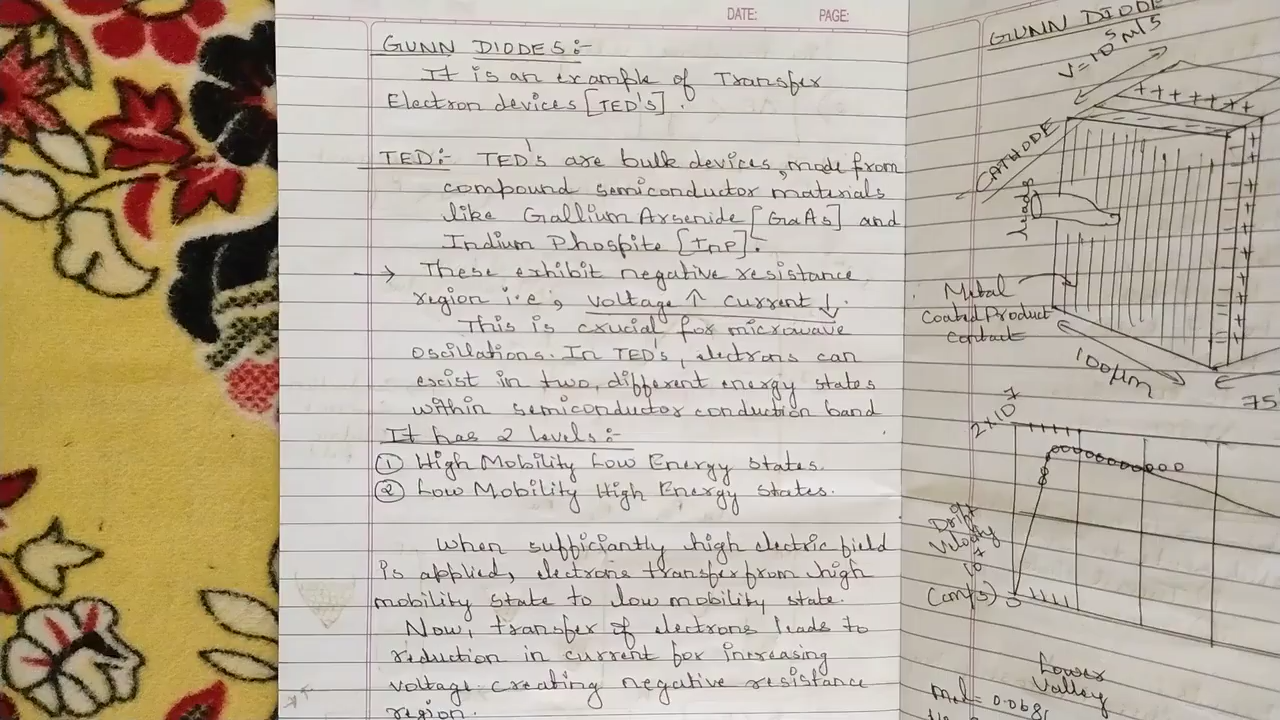 DATE: PAGE:
GUNN DIODES:-
It is an example of Transfer
Electron devices [TED's].
TED:- TED's are bulk devices, made from
compound semiconductor materials
like Gallium Arsenide [GaAs] and
Indium Phospite [InP]:-
→ These exhibit negative resistance
region i.e; voltage ↑ current ↓.
This is crucial for microwave
oscillations. In TED's, electrons can
excist in two, different energy states
within semiconductor conduction band
It has 2 levels:-
① High Mobility Low Energy states.
② Low Mobility High Energy states.
When sufficiantly high electric field
is applied, electrons transfer from high
mobility state to low mobility state.
Now, transfer of electrons leads to
reduction in current for increasing
voltage creating negative resistance
region.
GUNN DIODE
V=10⁵ m/s
+ + + + + + +
CATHODE
leads
Metal
Coated Product
Contact
100μm
75
2×10⁷
Drift
Velocity
(cm/s)
0
Lower
Valley